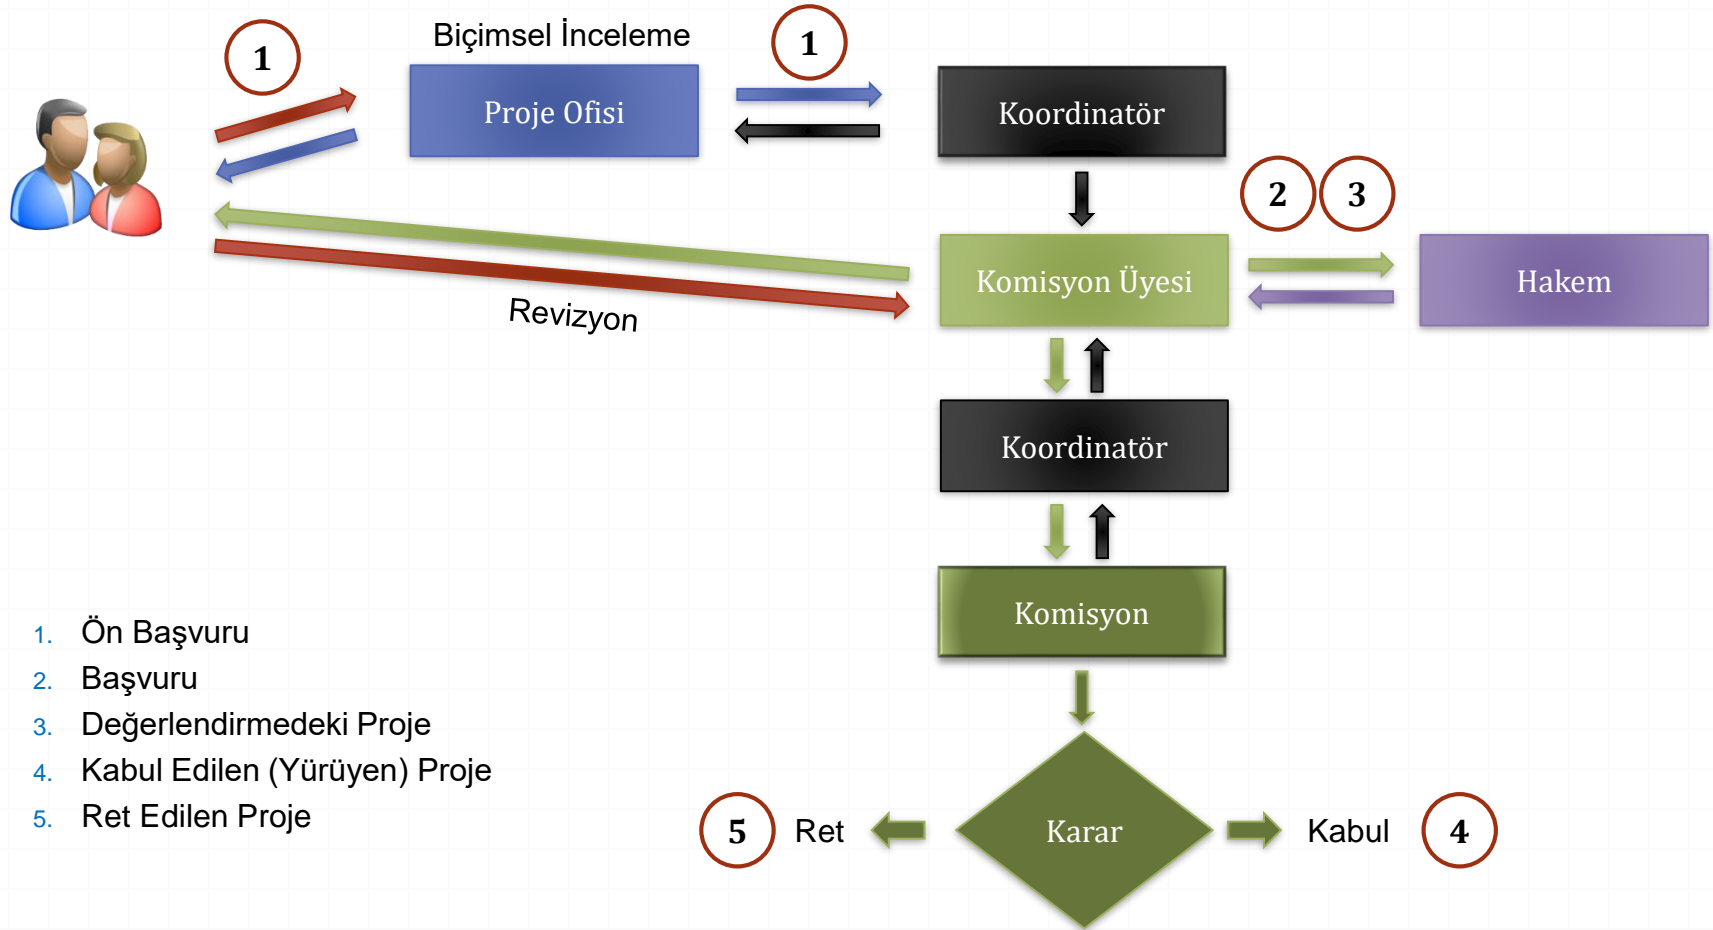 1
Biçimsel İnceleme
1
Proje Ofisi
Koordinatör
2
3
Komisyon Üyesi
Hakem
Revizyon
Koordinatör
Komisyon
1. Ön Başvuru
2. Başvuru
3. Değerlendirmedeki Proje
4. Kabul Edilen (Yürüyen) Proje
5. Ret Edilen Proje
5
Ret
Karar
Kabul
4